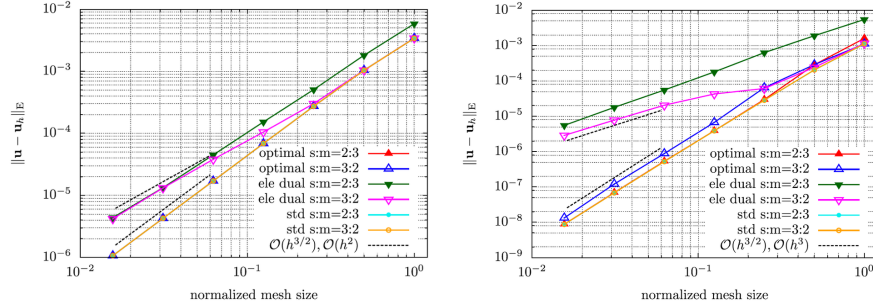 10⁻²
10⁻³
10⁻⁴
10⁻⁵
10⁻⁶
‖u − u_h‖_E
optimal s:m=2:3
optimal s:m=3:2
ele dual s:m=2:3
ele dual s:m=3:2
std s:m=2:3
std s:m=3:2
O(h^{3/2}), O(h^2)
10⁻²
10⁻¹
10⁰
normalized mesh size
10⁻²
10⁻³
10⁻⁴
10⁻⁵
10⁻⁶
10⁻⁷
10⁻⁸
10⁻⁹
‖u − u_h‖_E
optimal s:m=2:3
optimal s:m=3:2
ele dual s:m=2:3
ele dual s:m=3:2
std s:m=2:3
std s:m=3:2
O(h^{3/2}), O(h^3)
10⁻²
10⁻¹
10⁰
normalized mesh size